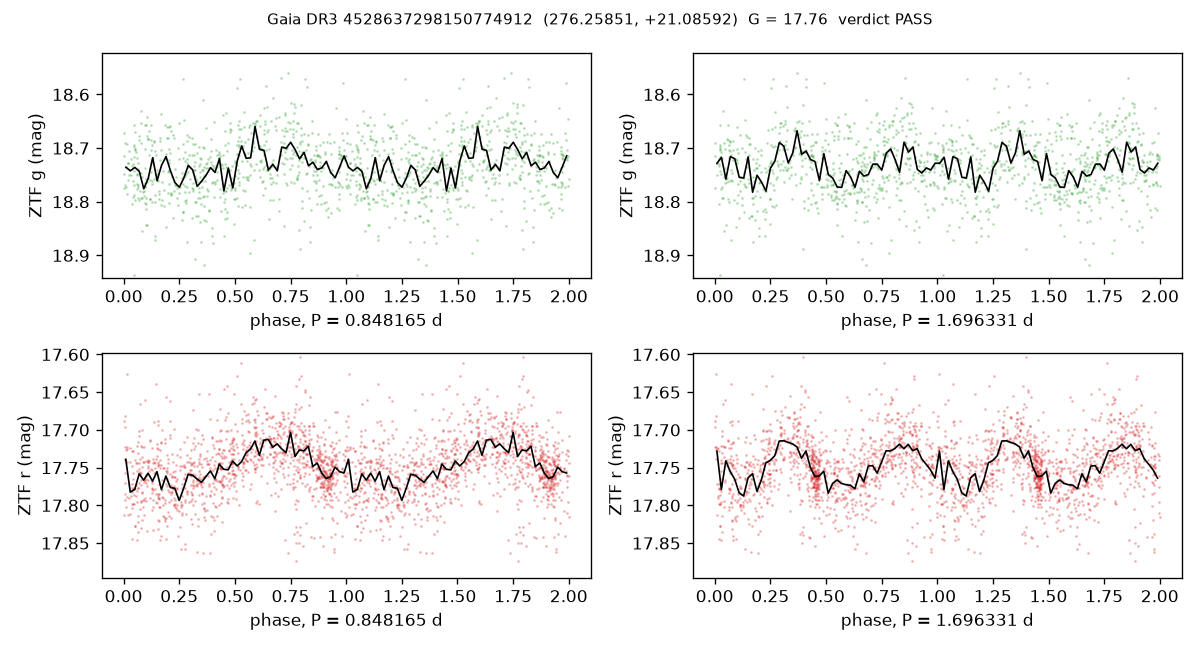 Gaia DR3 4528637298150774912 (276.25851, +21.08592) G = 17.76 verdict PASS
ZTF g (mag)
18.6
18.7
18.8
18.9
0.00 0.25 0.50 0.75 1.00 1.25 1.50 1.75 2.00
phase, P = 0.848165 d
ZTF g (mag)
18.6
18.7
18.8
18.9
0.00 0.25 0.50 0.75 1.00 1.25 1.50 1.75 2.00
phase, P = 1.696331 d
ZTF r (mag)
17.60
17.65
17.70
17.75
17.80
17.85
0.00 0.25 0.50 0.75 1.00 1.25 1.50 1.75 2.00
phase, P = 0.848165 d
ZTF r (mag)
17.60
17.65
17.70
17.75
17.80
17.85
0.00 0.25 0.50 0.75 1.00 1.25 1.50 1.75 2.00
phase, P = 1.696331 d